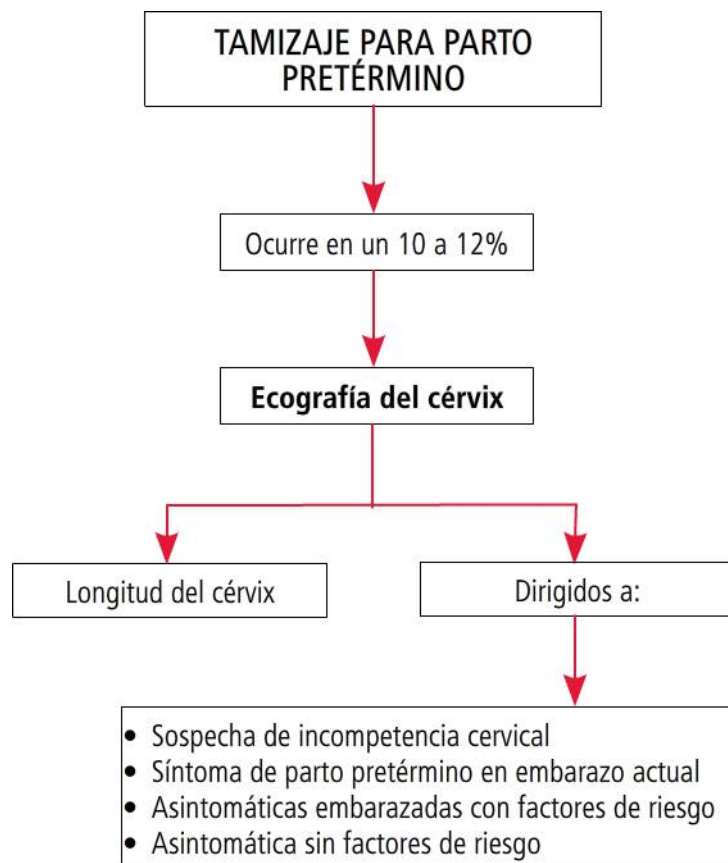 TAMIZAJE PARA PARTO
PRETÉRMINO
Ocurre en un 10 a 12%
Ecografía del cérvix
Longitud del cérvix
Dirigidos a:
• Sospecha de incompetencia cervical
• Síntoma de parto pretérmino en embarazo actual
• Asintomáticas embarazadas con factores de riesgo
• Asintomática sin factores de riesgo